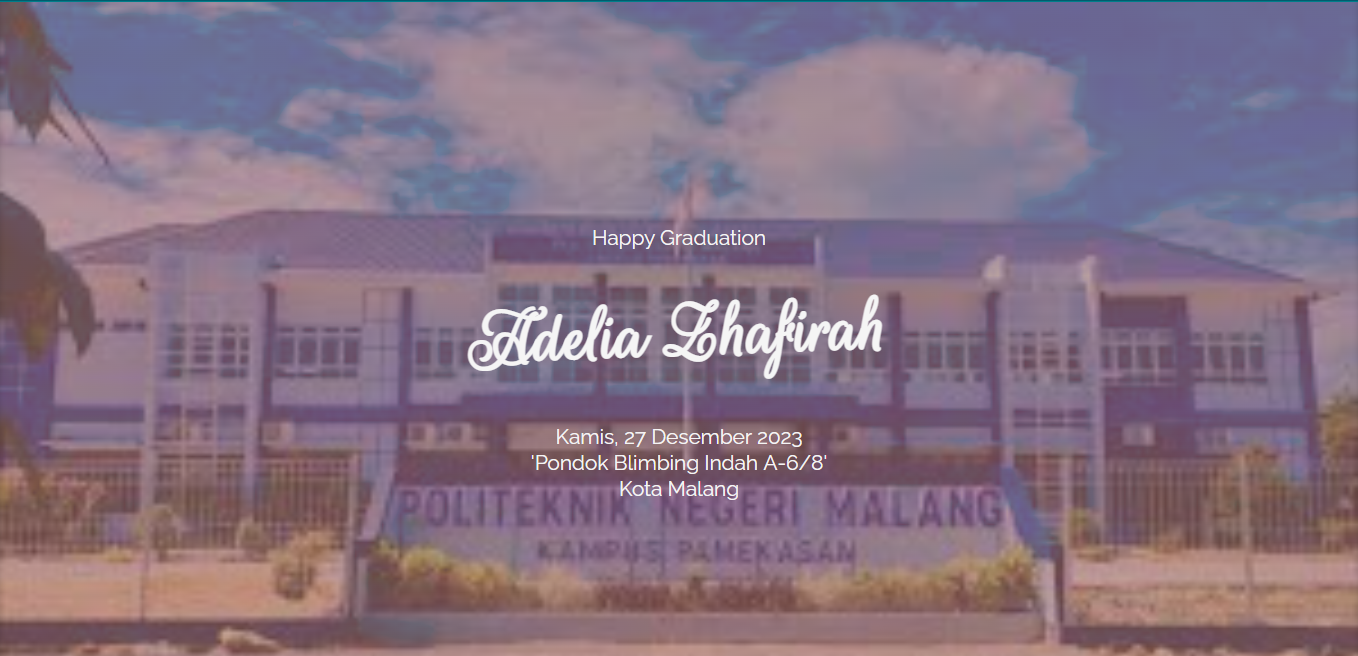 Happy Graduation
Adelia Zhafirah
Kamis, 27 Desember 2023
'Pondok Blimbing Indah A-6/8'
Kota Malang
POLITEKNIK NEGERI MALANG
KAMPUS PAMEKASAN